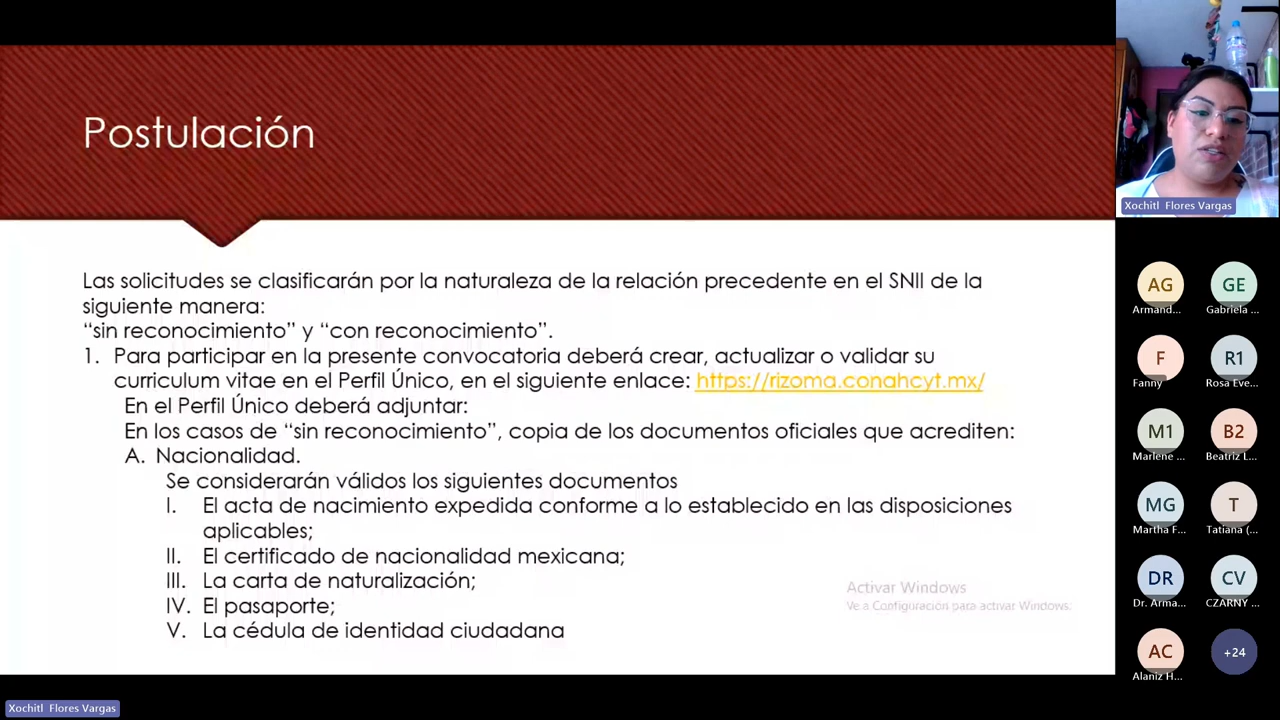 Postulación
Las solicitudes se clasificarán por la naturaleza de la relación precedente en el SNII de la
siguiente manera:
“sin reconocimiento” y “con reconocimiento”.
1. Para participar en la presente convocatoria deberá crear, actualizar o validar su
curriculum vitae en el Perfil Único, en el siguiente enlace: https://rizoma.conahcyt.mx/
En el Perfil Único deberá adjuntar:
En los casos de “sin reconocimiento”, copia de los documentos oficiales que acrediten:
A. Nacionalidad.
Se considerarán válidos los siguientes documentos
I. El acta de nacimiento expedida conforme a lo establecido en las disposiciones
aplicables;
II. El certificado de nacionalidad mexicana;
III. La carta de naturalización;
IV. El pasaporte;
V. La cédula de identidad ciudadana
Activar Windows
Ve a Configuración para activar Windows.
Xochitl Flores Vargas
AG
GE
Armand...
Gabriela ...
F
R1
Fanny
Rosa Eve...
M1
B2
Marlene ...
Beatriz L...
MG
T
Martha F...
Tatiana (...
DR
CV
Dr. Arma...
CZARNY ...
AC
+24
Alaniz H...
Xochitl Flores Vargas